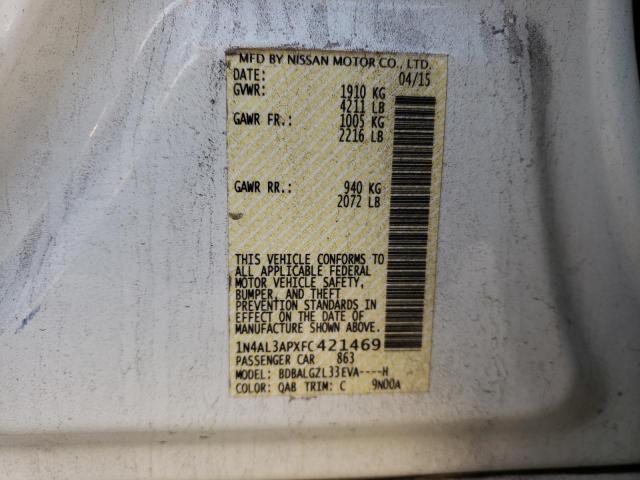 MFD BY NISSAN MOTOR CO., LTD.
DATE: 04/15
GVWR: 1910 KG
4211 LB
GAWR FR.: 1005 KG
2216 LB
GAWR RR.: 940 KG
2072 LB
THIS VEHICLE CONFORMS TO
ALL APPLICABLE FEDERAL
MOTOR VEHICLE SAFETY,
BUMPER, AND THEFT
PREVENTION STANDARDS IN
EFFECT ON THE DATE OF
MANUFACTURE SHOWN ABOVE.
1N4AL3APXFC421469
PASSENGER CAR 863
MODEL: BDBALGZL33EVA----H
COLOR: QAB TRIM: C 9N00A